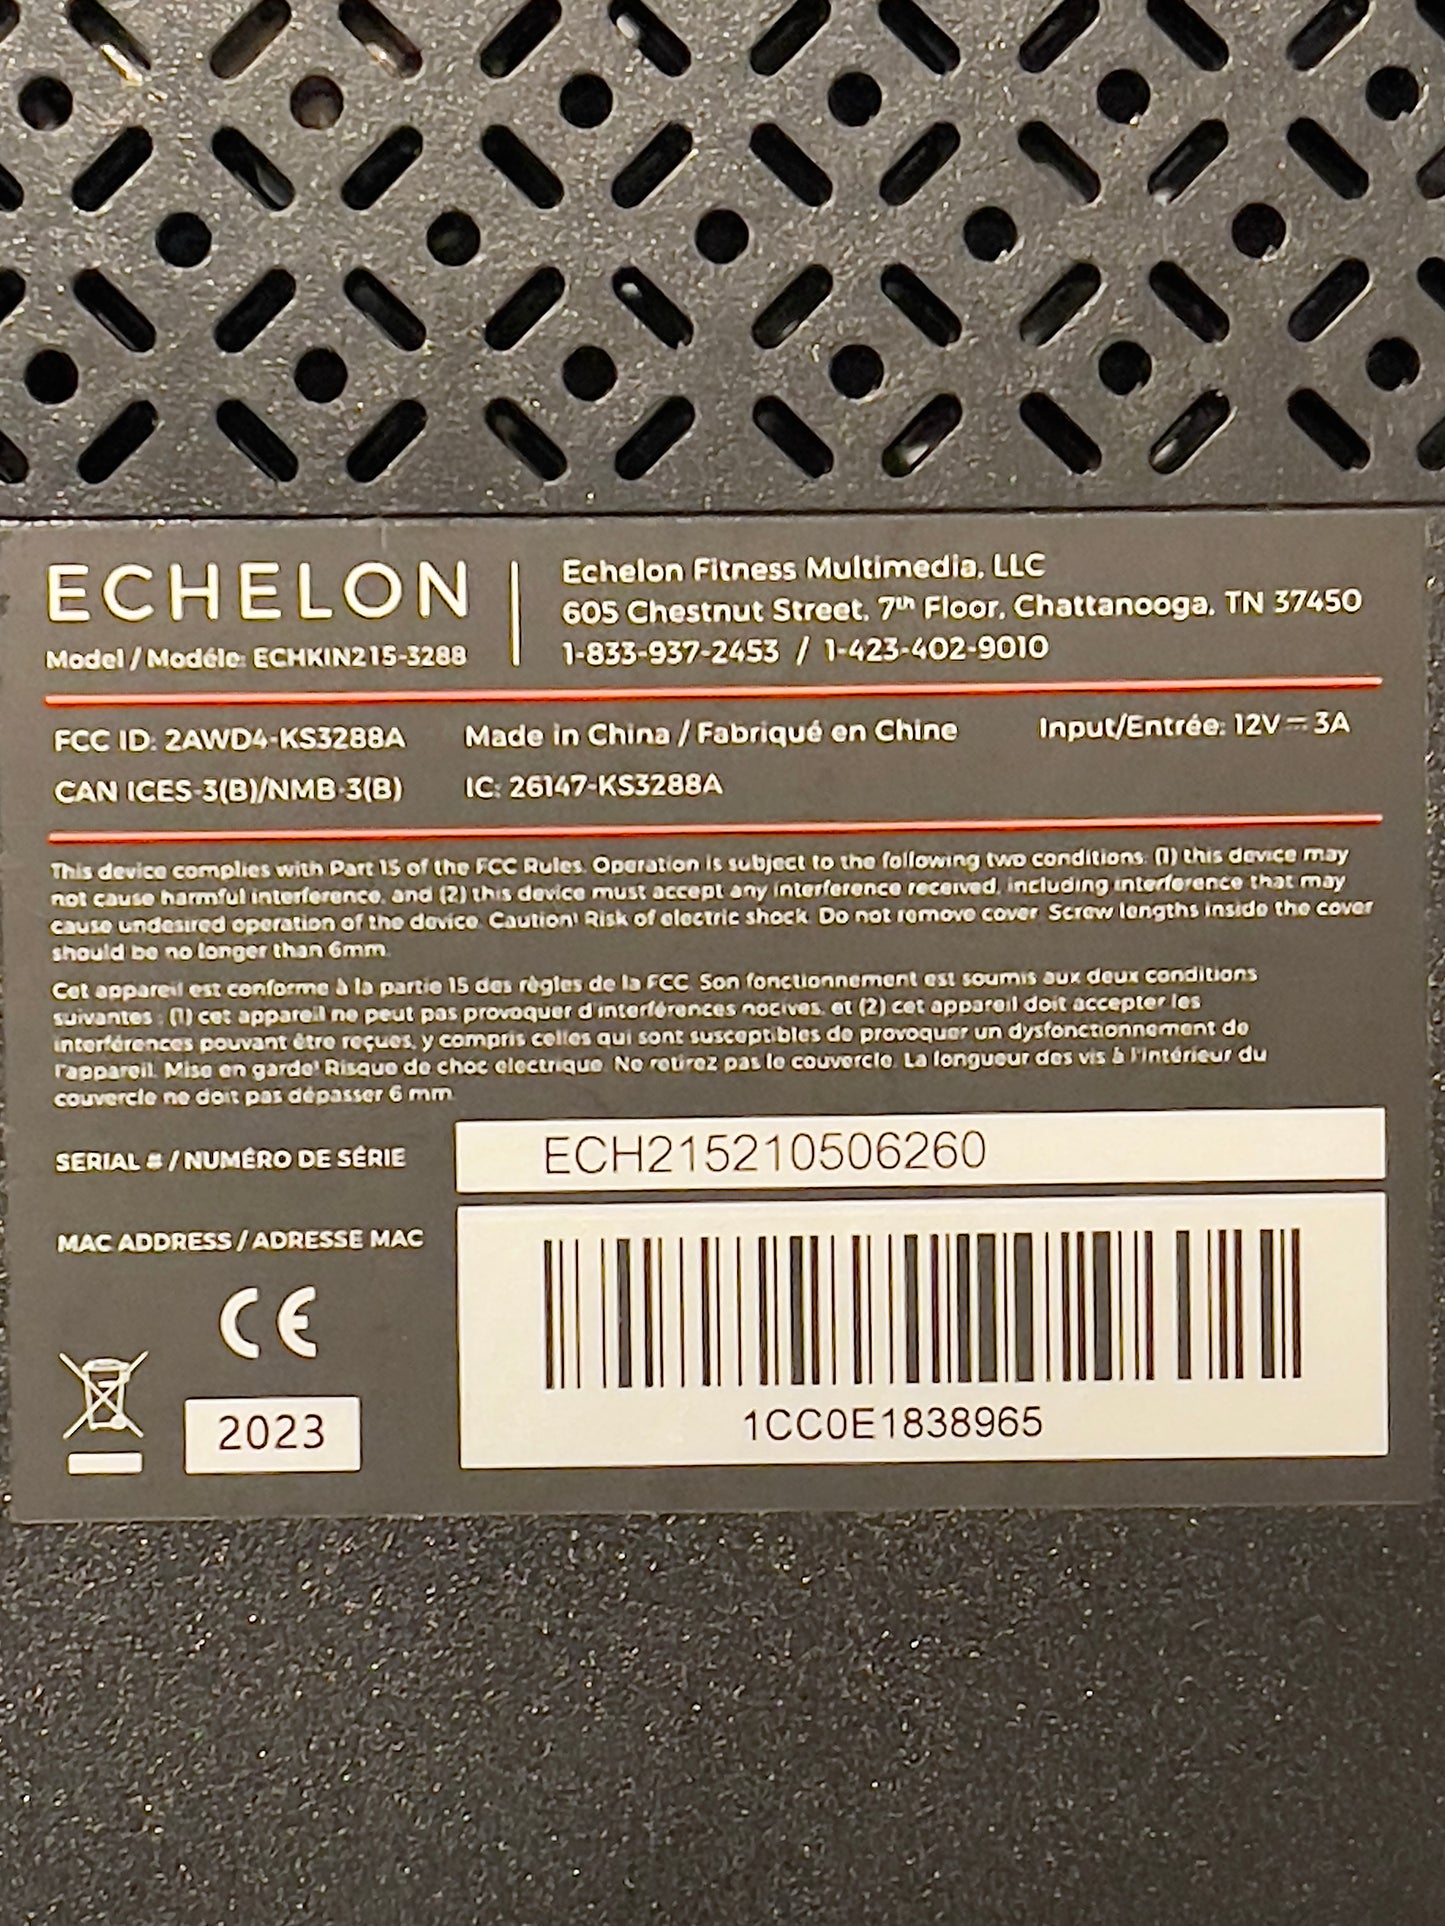 ECHELON
Model / Modéle: ECHKIN215-3288
Echelon Fitness Multimedia, LLC
605 Chestnut Street, 7th Floor, Chattanooga, TN 37450
1-833-937-2453 / 1-423-402-9010
FCC ID: 2AWD4-KS3288A
Made in China / Fabriqué en Chine
Input/Entrée: 12V⎓3A
CAN ICES-3(B)/NMB-3(B)
IC: 26147-KS3288A
This device complies with Part 15 of the FCC Rules. Operation is subject to the following two conditions: (1) this device may
not cause harmful interference, and (2) this device must accept any interference received, including interference that may
cause undesired operation of the device. Caution! Risk of electric shock. Do not remove cover. Screw lengths inside the cover
should be no longer than 6mm.
Cet appareil est conforme à la partie 15 des règles de la FCC. Son fonctionnement est soumis aux deux conditions
suivantes : (1) cet appareil ne peut pas provoquer d'interférences nocives, et (2) cet appareil doit accepter les
interférences pouvant être reçues, y compris celles qui sont susceptibles de provoquer un dysfonctionnement de
l'appareil. Mise en garde! Risque de choc electrique. Ne retirez pas le couvercle. La longueur des vis à l'intérieur du
couvercle ne doit pas dépasser 6 mm.
SERIAL # / NUMÉRO DE SÉRIE
ECH215210506260
MAC ADDRESS / ADRESSE MAC
CE
2023
1CC0E1838965